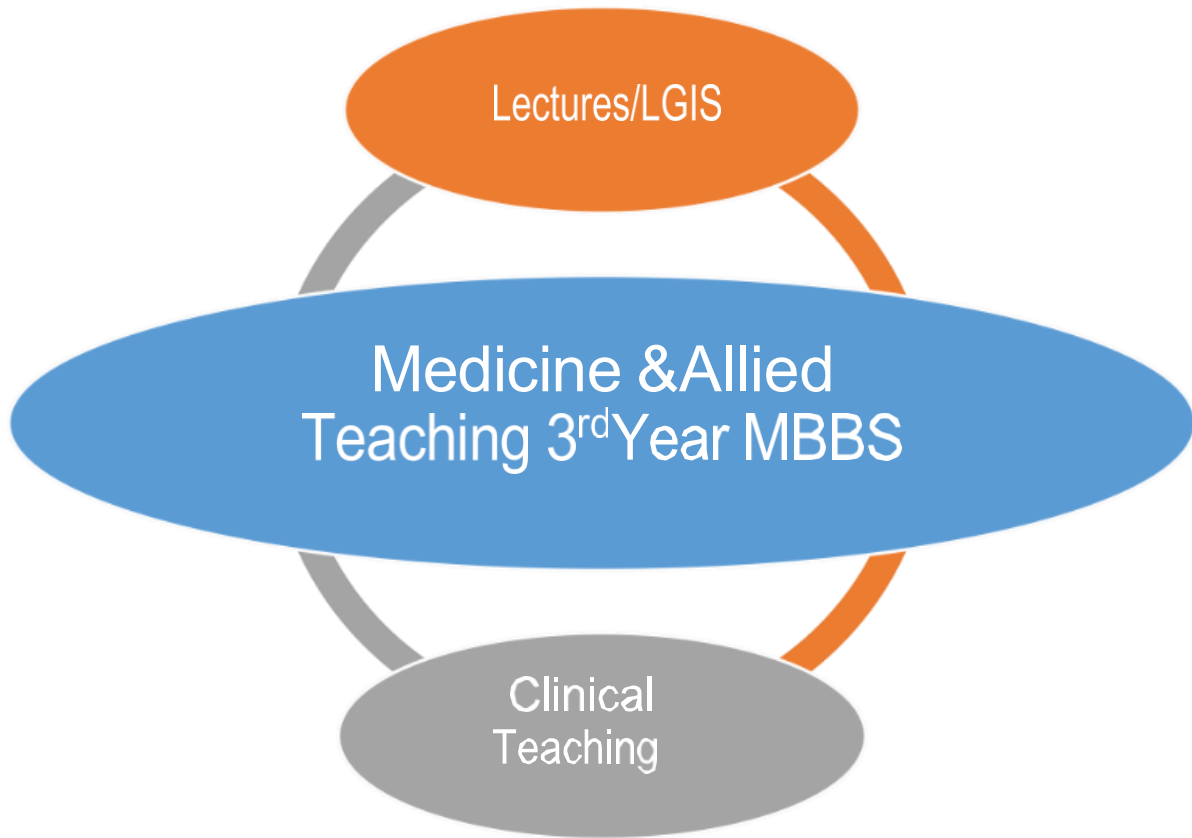 Lectures/LGIS
Medicine &Allied
Teaching 3rdYear MBBS
Clinical
Teaching